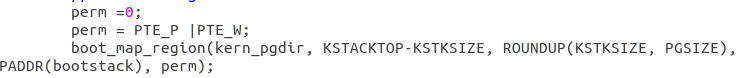 perm =0;
perm = PTE_P |PTE_W;
boot_map_region(kern_pgdir, KSTACKTOP-KSTKSIZE, ROUNDUP(KSTKSIZE, PGSIZE),
PADDR(bootstack), perm);